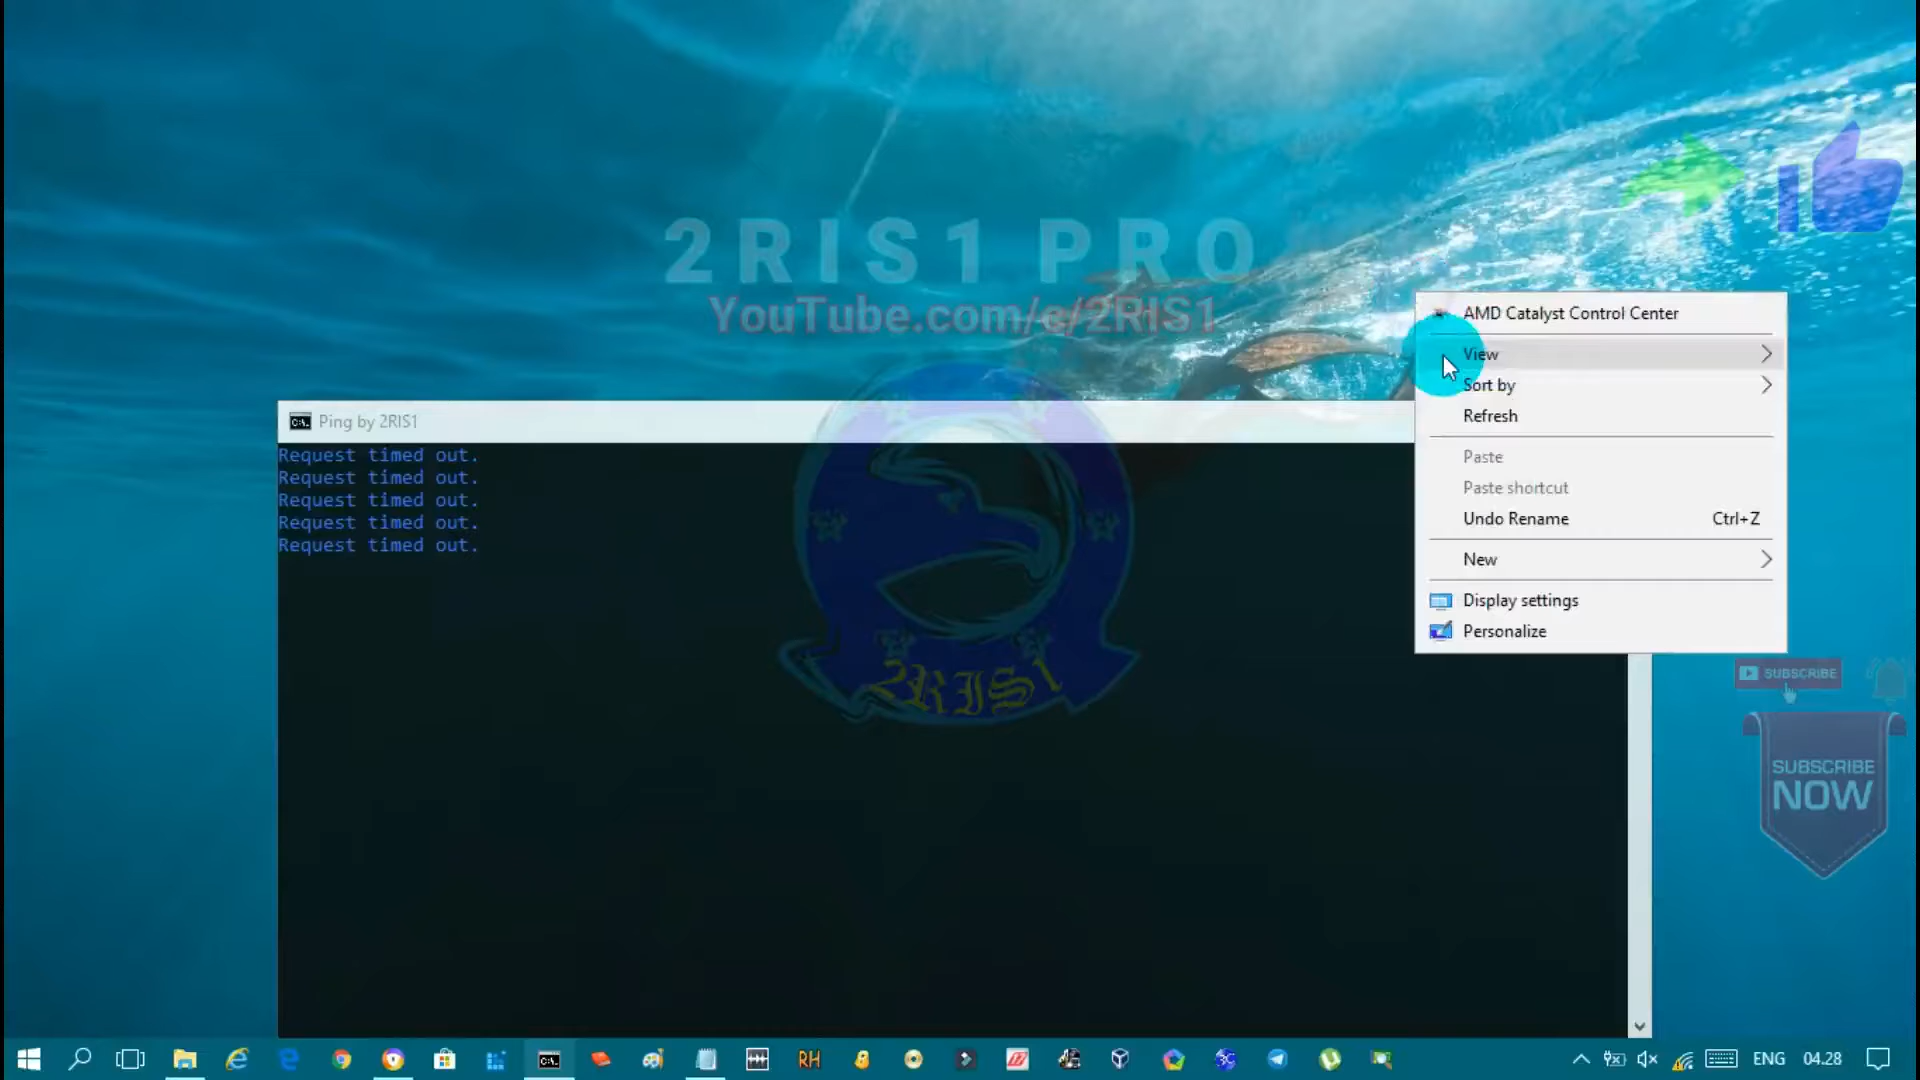 2RIS1 PRO
YouTube.com/c/2RIS1
AMD Catalyst Control Center
View
Sort by
Refresh
Paste
Paste shortcut
Undo Rename Ctrl+Z
New
Display settings
Personalize
Ping by 2RIS1
Request timed out.
Request timed out.
Request timed out.
Request timed out.
Request timed out.
2RIS1
SUBSCRIBE
SUBSCRIBE
NOW
RH
3C
ENG
04.28